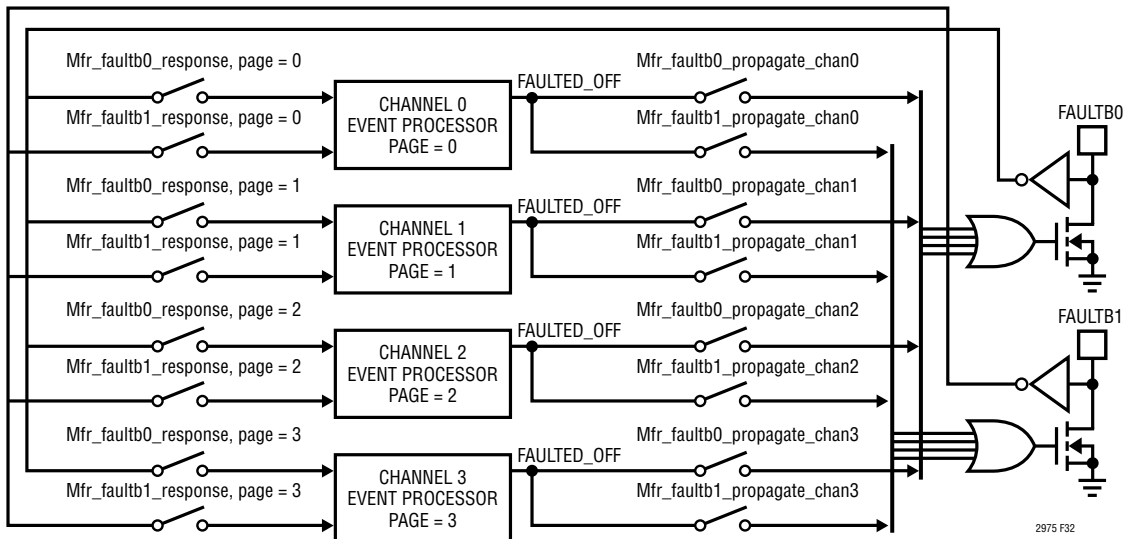 Mfr_faultb0_response, page = 0
Mfr_faultb1_response, page = 0
CHANNEL 0
EVENT PROCESSOR
PAGE = 0
FAULTED_OFF
Mfr_faultb0_propagate_chan0
Mfr_faultb1_propagate_chan0
FAULTB0
Mfr_faultb0_response, page = 1
Mfr_faultb1_response, page = 1
CHANNEL 1
EVENT PROCESSOR
PAGE = 1
FAULTED_OFF
Mfr_faultb0_propagate_chan1
Mfr_faultb1_propagate_chan1
Mfr_faultb0_response, page = 2
Mfr_faultb1_response, page = 2
CHANNEL 2
EVENT PROCESSOR
PAGE = 2
FAULTED_OFF
Mfr_faultb0_propagate_chan2
Mfr_faultb1_propagate_chan2
FAULTB1
Mfr_faultb0_response, page = 3
Mfr_faultb1_response, page = 3
CHANNEL 3
EVENT PROCESSOR
PAGE = 3
FAULTED_OFF
Mfr_faultb0_propagate_chan3
Mfr_faultb1_propagate_chan3
2975 F32